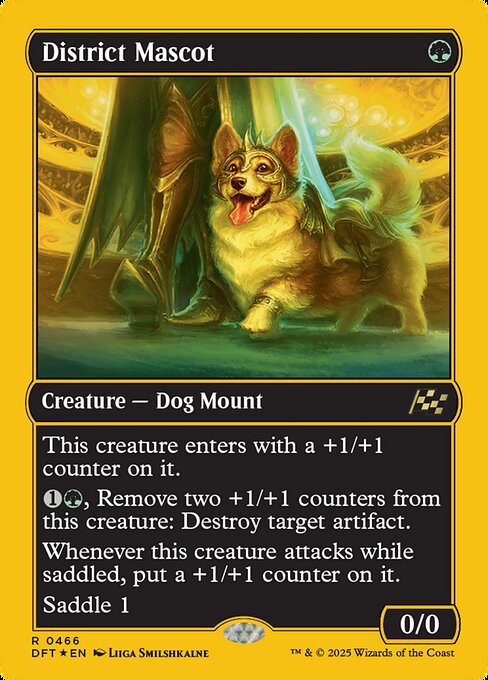 District Mascot
Creature — Dog Mount
This creature enters with a +1/+1
counter on it.
1, Remove two +1/+1 counters from
this creature: Destroy target artifact.
Whenever this creature attacks while
saddled, put a +1/+1 counter on it.
Saddle 1
0/0
R 0466
DFT★EN LIIGA SMILSHKALNE
™ & © 2025 Wizards of the Coast